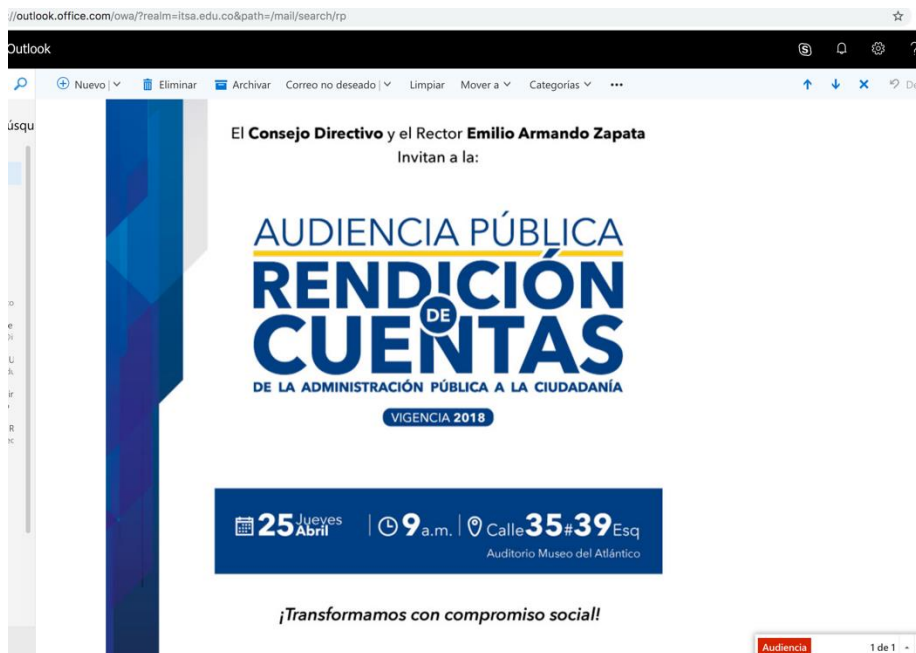 //outlook.office.com/owa/?realm=itsa.edu.co&path=/mail/search/rp
Outlook
Nuevo Eliminar Archivar Correo no deseado Limpiar Mover a Categorías
úsqu
El Consejo Directivo y el Rector Emilio Armando Zapata
Invitan a la:
AUDIENCIA PÚBLICA
RENDICIÓN
DE
CUENTAS
DE LA ADMINISTRACIÓN PÚBLICA A LA CIUDADANÍA
VIGENCIA 2018
25 Jueves Abril | 9 a.m. | Calle 35#39 Esq
Auditorio Museo del Atlántico
¡Transformamos con compromiso social!
Audiencia 1 de 1